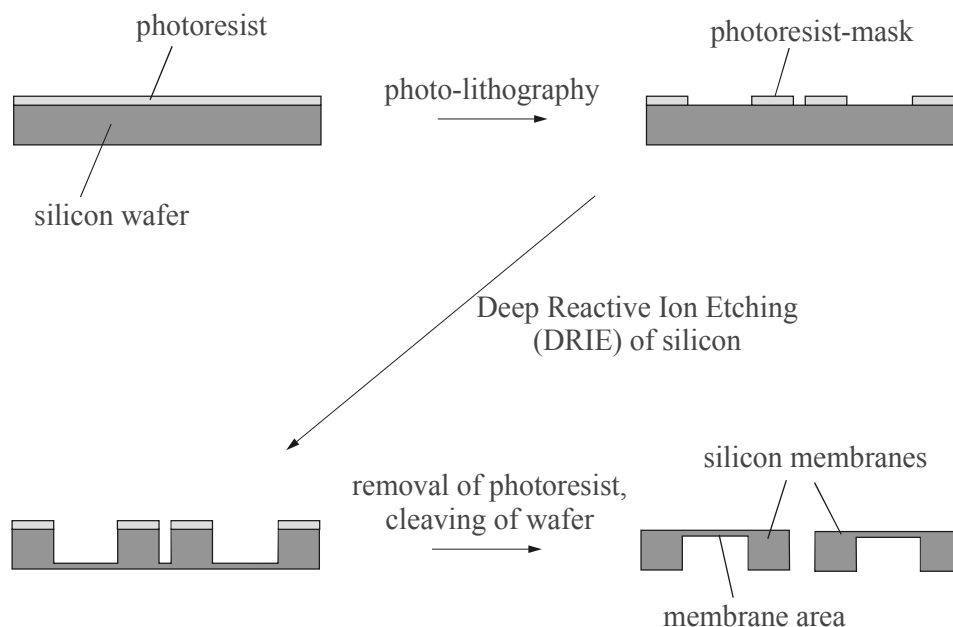 photoresist
photo-lithography
photoresist-mask
silicon wafer
Deep Reactive Ion Etching
(DRIE) of silicon
removal of photoresist,
cleaving of wafer
silicon membranes
membrane area